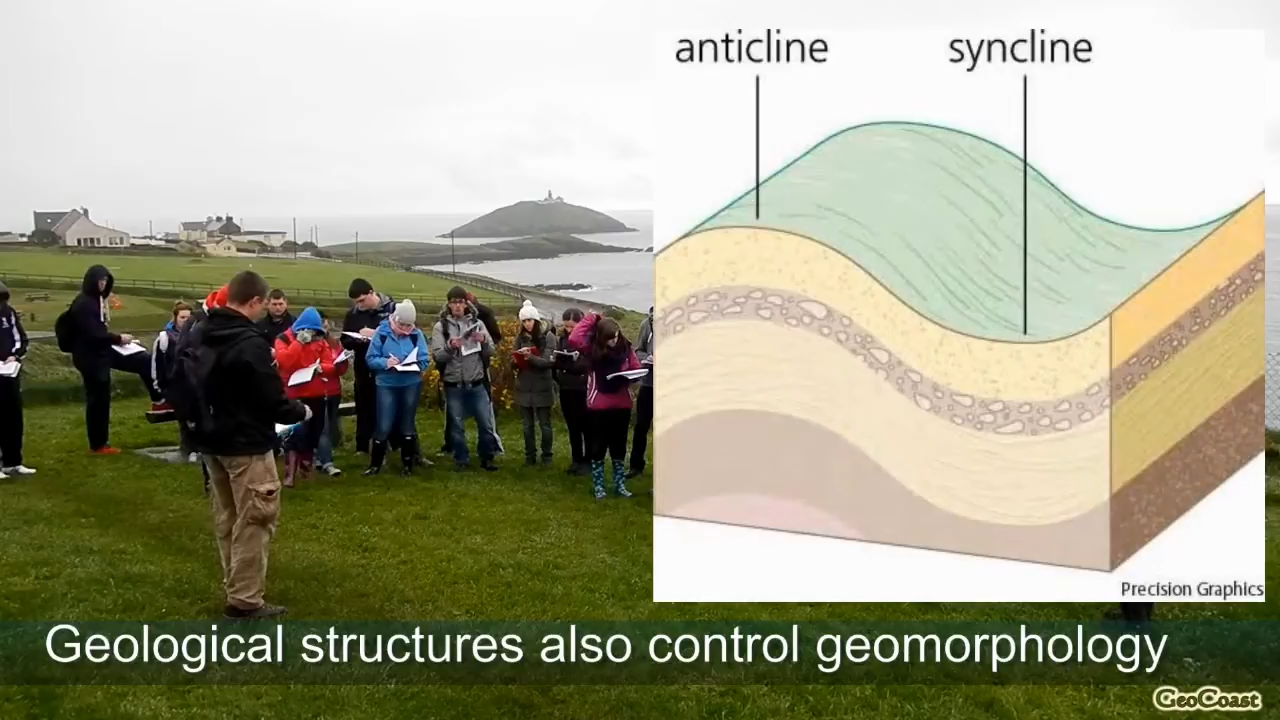 anticline
syncline
Precision Graphics
Geological structures also control geomorphology
GeoCoast